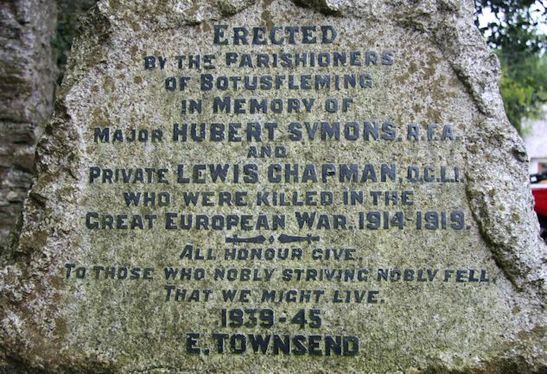 ERECTED
BY THE PARISHIONERS
OF BOTUSFLEMING
IN MEMORY OF
MAJOR HUBERT SYMONS, R.F.A.
AND
PRIVATE LEWIS CHAPMAN, D.C.L.I.
WHO WERE KILLED IN THE
GREAT EUROPEAN WAR, 1914-1919.
ALL HONOUR GIVE,
TO THOSE WHO NOBLY STRIVING NOBLY FELL,
THAT WE MIGHT LIVE.
1939-45
E. TOWNSEND